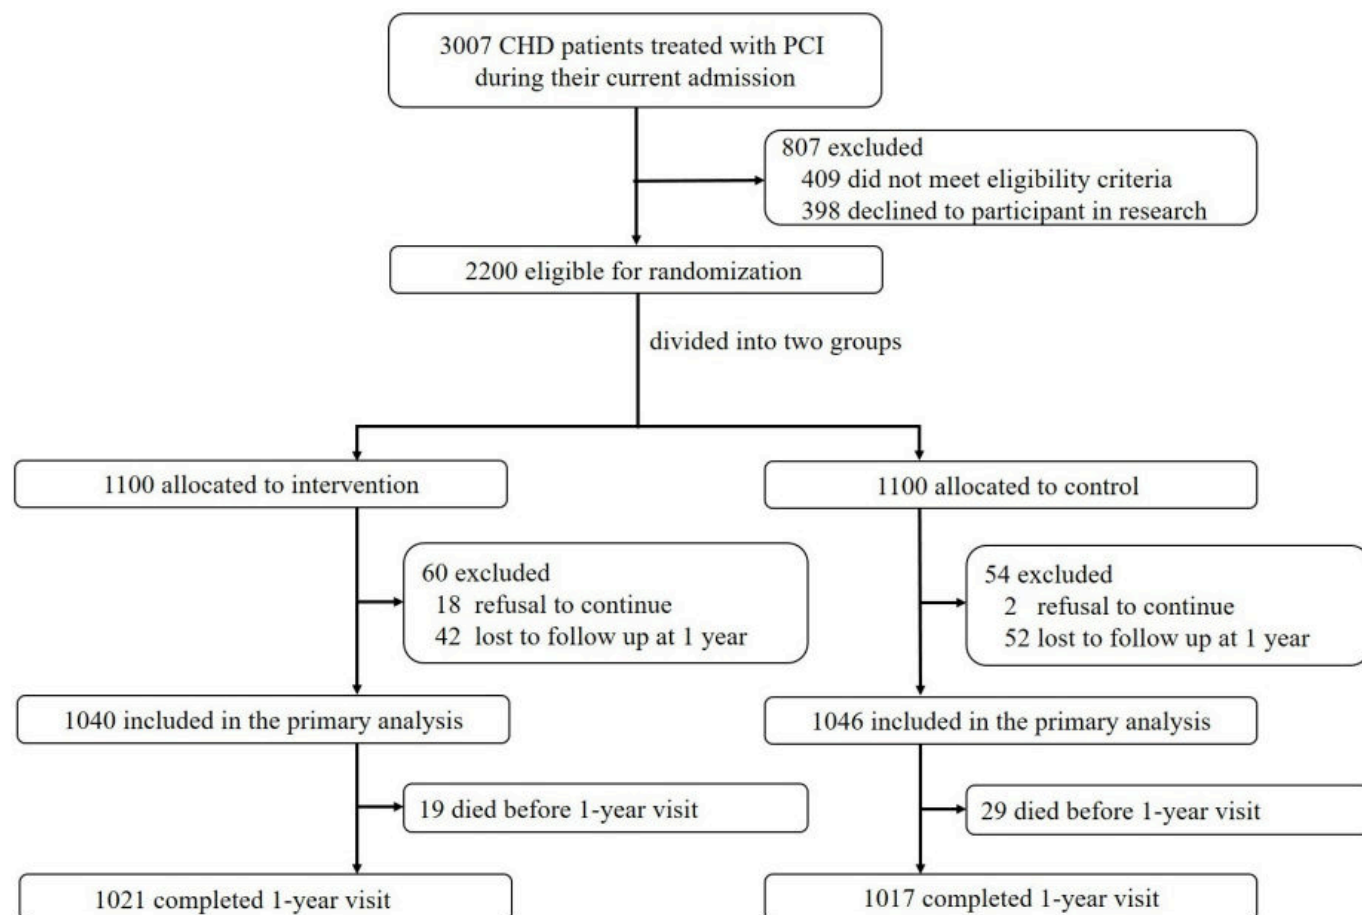 3007 CHD patients treated with PCI
during their current admission
807 excluded
409 did not meet eligibility criteria
398 declined to participant in research
2200 eligible for randomization
divided into two groups
1100 allocated to intervention
1100 allocated to control
60 excluded
18 refusal to continue
42 lost to follow up at 1 year
54 excluded
2 refusal to continue
52 lost to follow up at 1 year
1040 included in the primary analysis
1046 included in the primary analysis
19 died before 1-year visit
29 died before 1-year visit
1021 completed 1-year visit
1017 completed 1-year visit